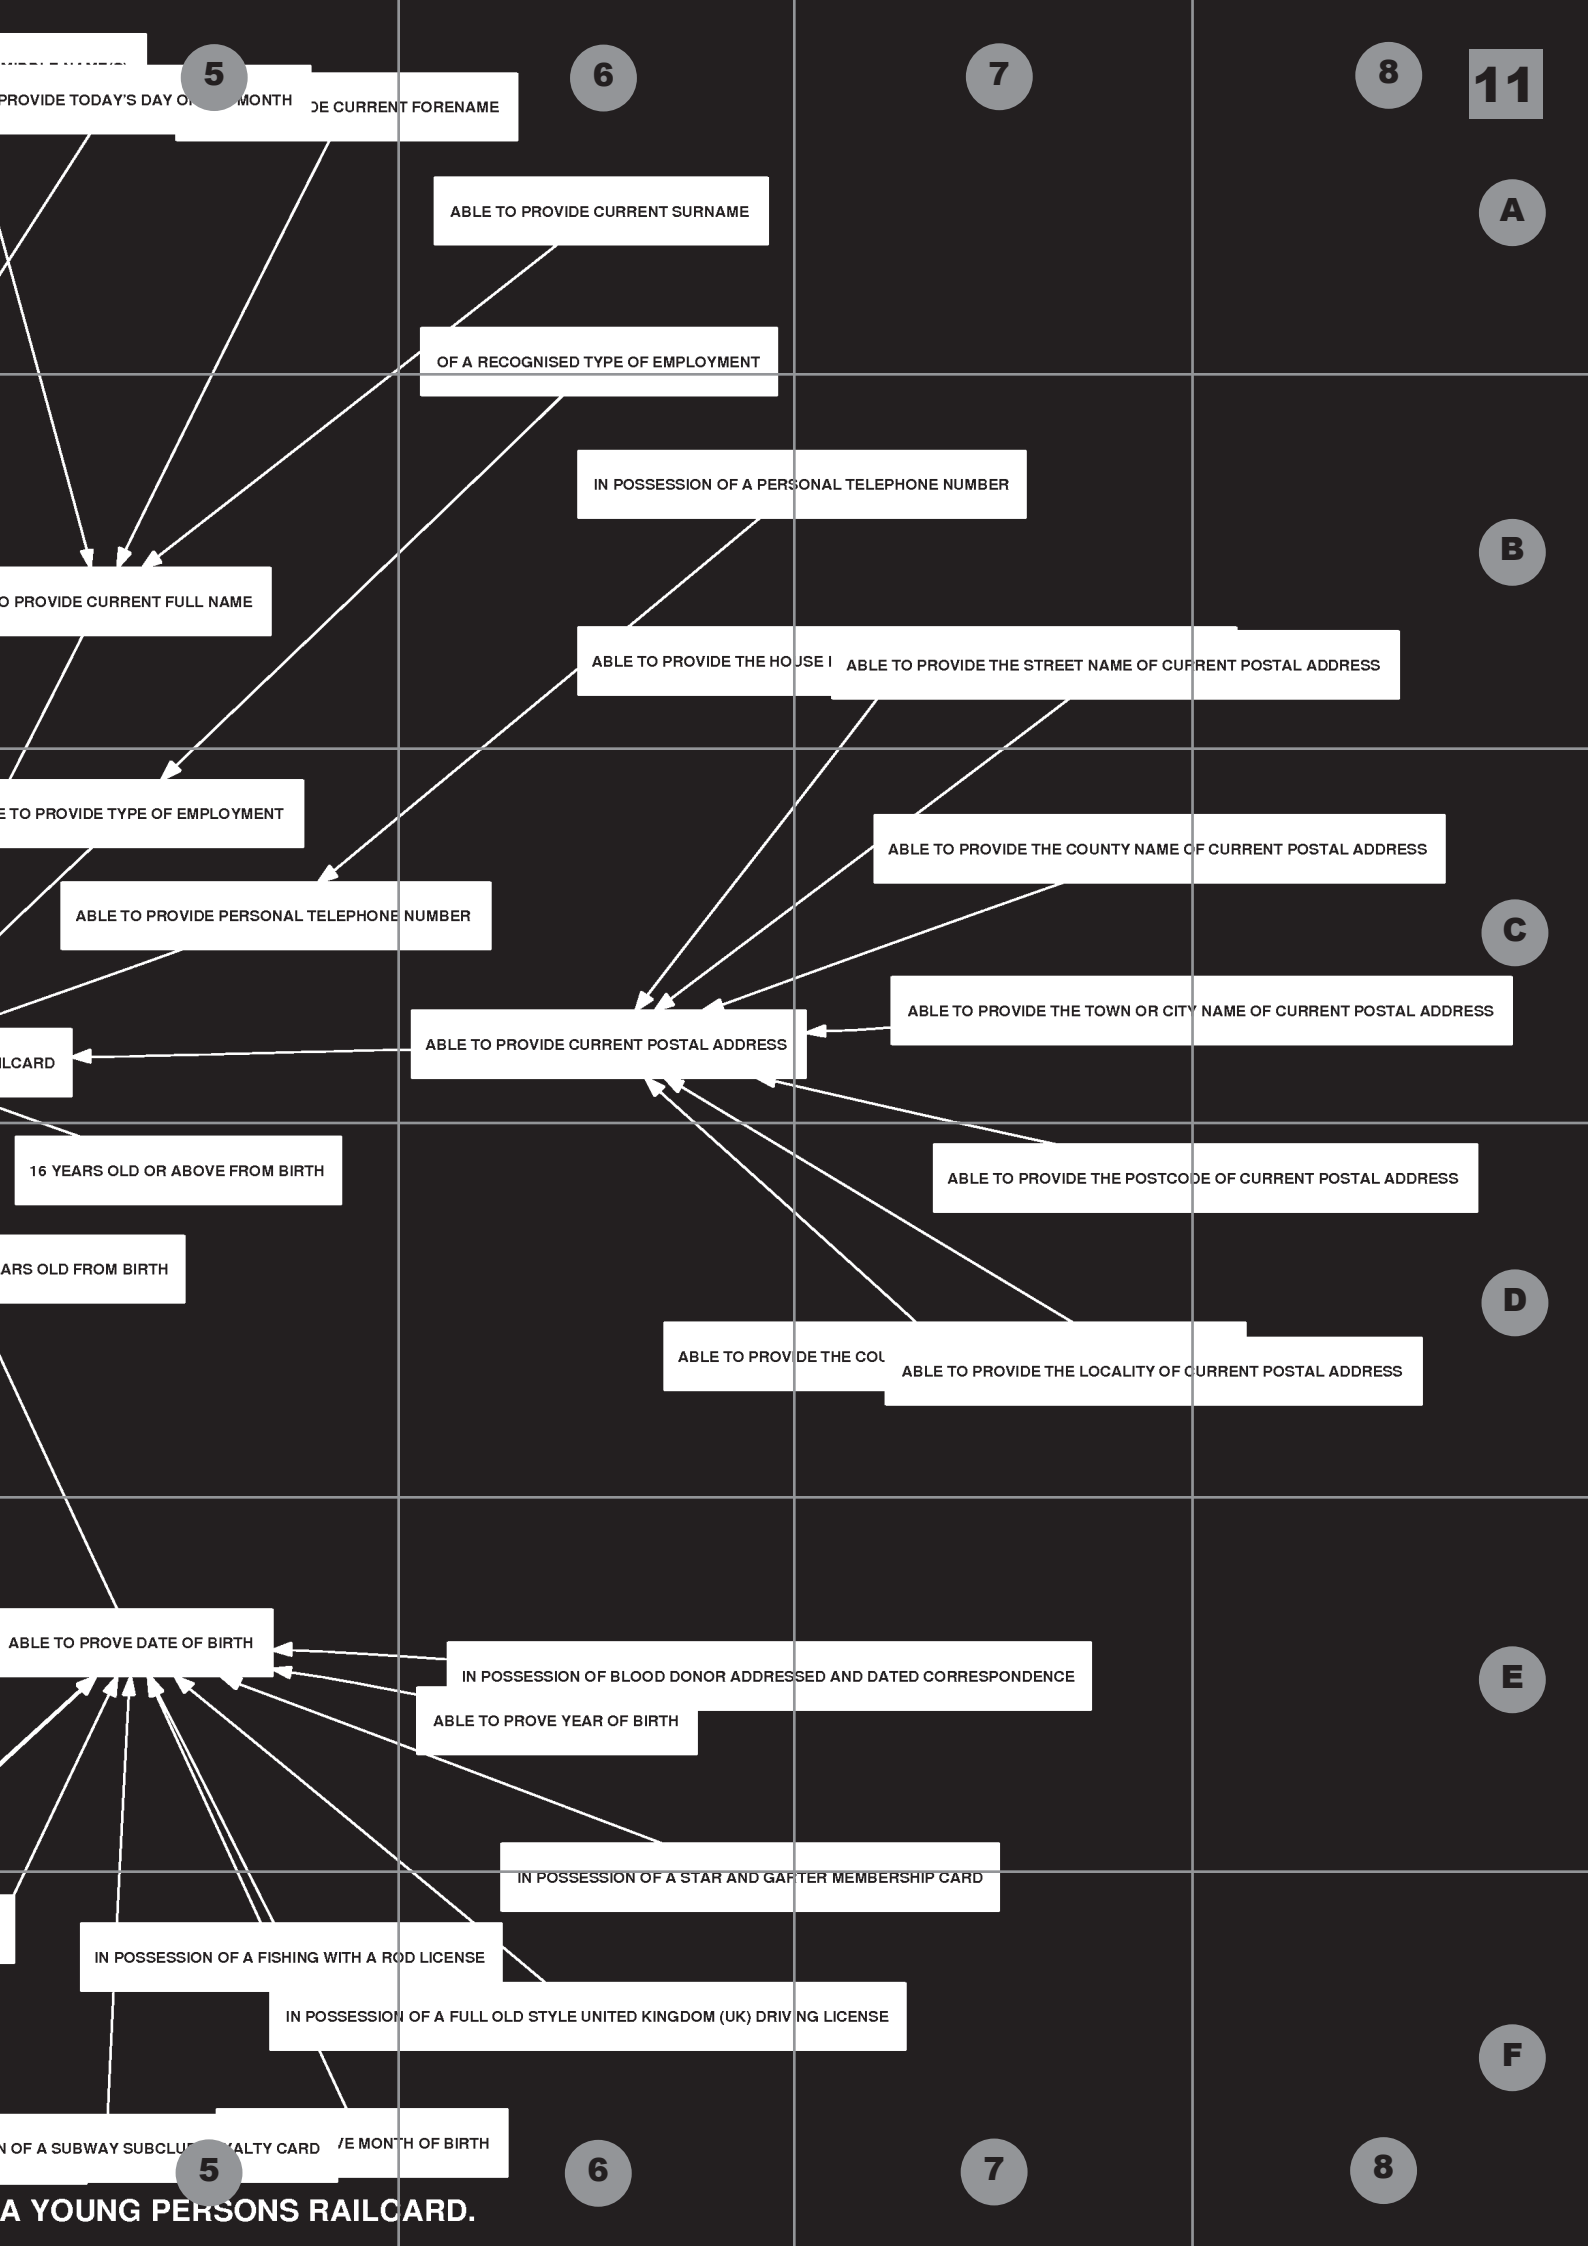 5
6
7
8
11
PROVIDE TODAY'S DAY MONTH
CURRENT FORENAME
A
ABLE TO PROVIDE CURRENT SURNAME
OF A RECOGNISED TYPE OF EMPLOYMENT
IN POSSESSION OF A PERSONAL TELEPHONE NUMBER
B
PROVIDE CURRENT FULL NAME
ABLE TO PROVIDE THE HOUSE
ABLE TO PROVIDE THE STREET NAME OF CURRENT POSTAL ADDRESS
TO PROVIDE TYPE OF EMPLOYMENT
ABLE TO PROVIDE THE COUNTY NAME OF CURRENT POSTAL ADDRESS
ABLE TO PROVIDE PERSONAL TELEPHONE NUMBER
C
ABLE TO PROVIDE THE TOWN OR CITY NAME OF CURRENT POSTAL ADDRESS
ABLE TO PROVIDE CURRENT POSTAL ADDRESS
ILCARD
16 YEARS OLD OR ABOVE FROM BIRTH
ABLE TO PROVIDE THE POSTCODE OF CURRENT POSTAL ADDRESS
ARS OLD FROM BIRTH
D
ABLE TO PROVIDE THE COU
ABLE TO PROVIDE THE LOCALITY OF CURRENT POSTAL ADDRESS
ABLE TO PROVE DATE OF BIRTH
IN POSSESSION OF BLOOD DONOR ADDRESSED AND DATED CORRESPONDENCE
E
ABLE TO PROVE YEAR OF BIRTH
IN POSSESSION OF A STAR AND GARTER MEMBERSHIP CARD
IN POSSESSION OF A FISHING WITH A ROD LICENSE
IN POSSESSION OF A FULL OLD STYLE UNITED KINGDOM (UK) DRIVING LICENSE
F
N OF A SUBWAY SUBCLU ALTY CARD
VE MONTH OF BIRTH
5
6
7
8
A YOUNG PERSONS RAILCARD.